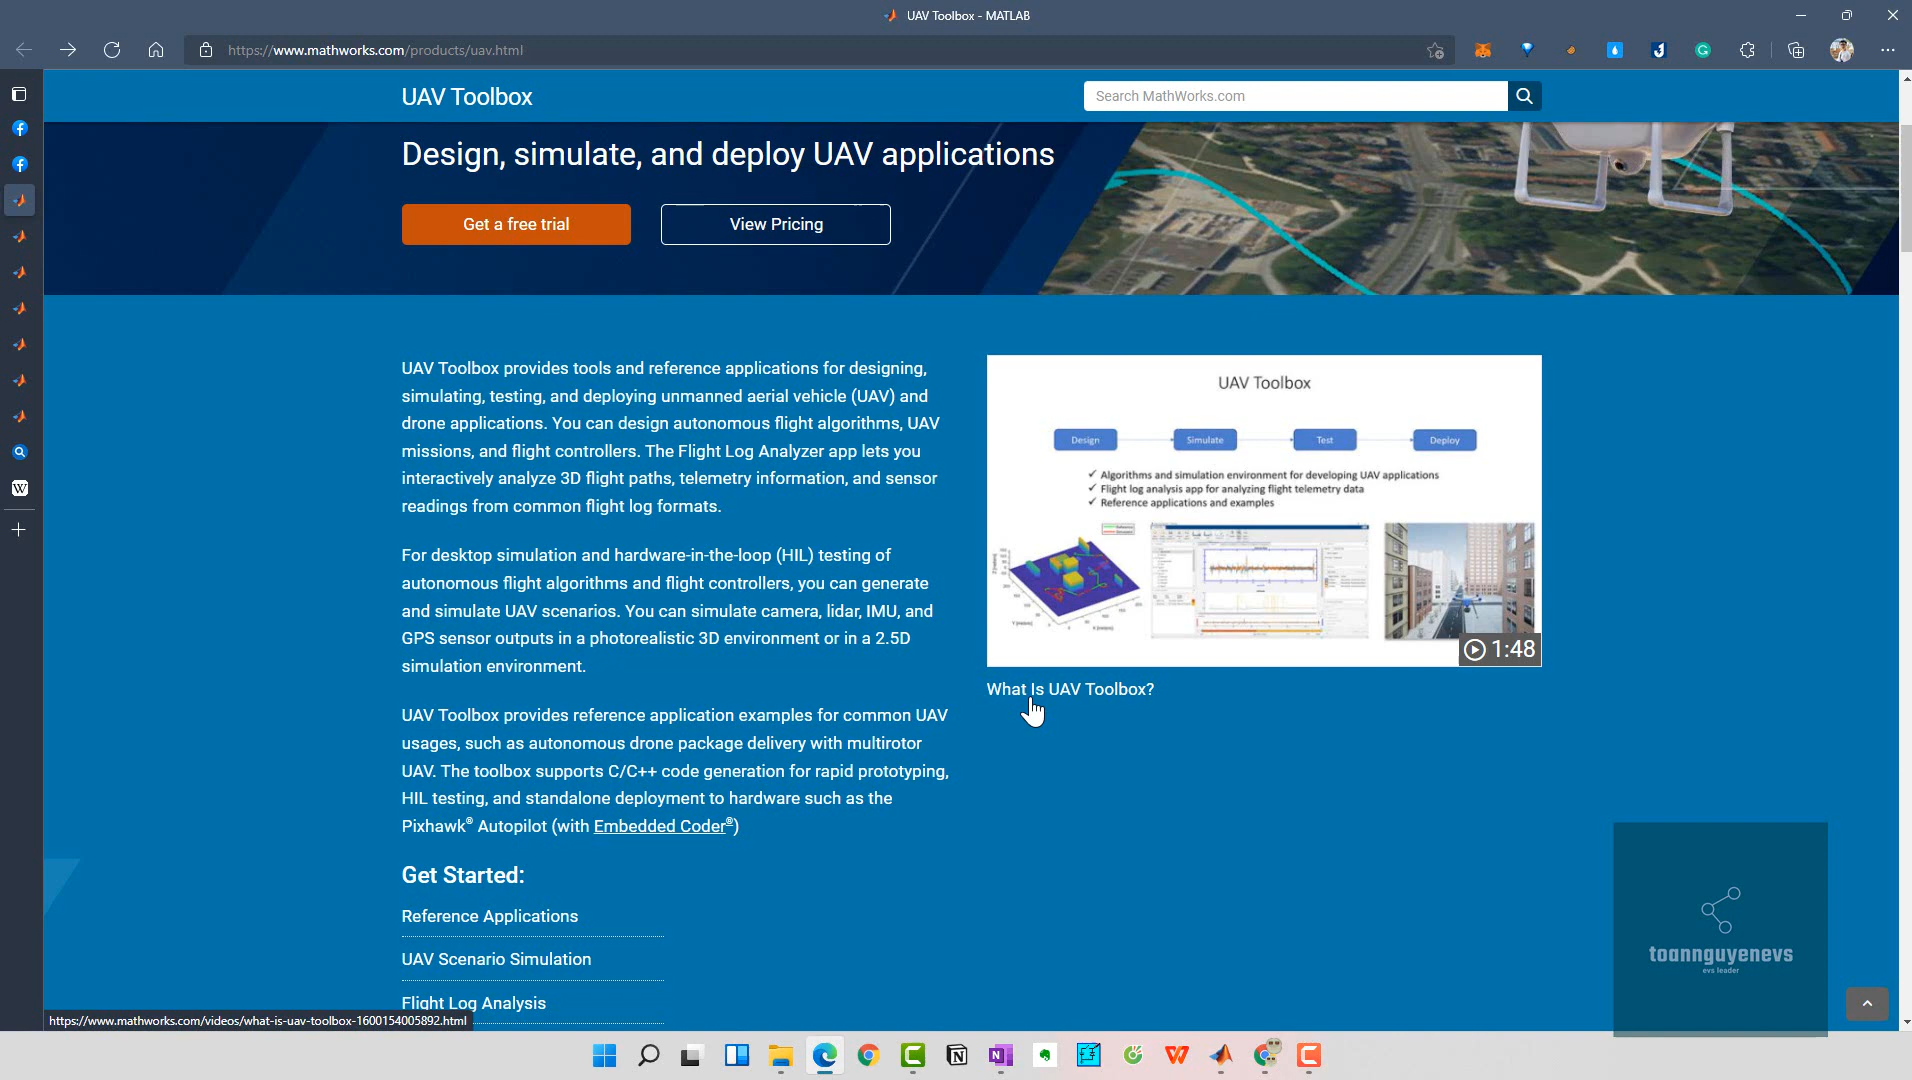 UAV Toolbox - MATLAB
https://www.mathworks.com/products/uav.html
UAV Toolbox
Search MathWorks.com
Design, simulate, and deploy UAV applications
Get a free trial
View Pricing
UAV Toolbox provides tools and reference applications for designing,
simulating, testing, and deploying unmanned aerial vehicle (UAV) and
drone applications. You can design autonomous flight algorithms, UAV
missions, and flight controllers. The Flight Log Analyzer app lets you
interactively analyze 3D flight paths, telemetry information, and sensor
readings from common flight log formats.
For desktop simulation and hardware-in-the-loop (HIL) testing of
autonomous flight algorithms and flight controllers, you can generate
and simulate UAV scenarios. You can simulate camera, lidar, IMU, and
GPS sensor outputs in a photorealistic 3D environment or in a 2.5D
simulation environment.
UAV Toolbox provides reference application examples for common UAV
usages, such as autonomous drone package delivery with multirotor
UAV. The toolbox supports C/C++ code generation for rapid prototyping,
HIL testing, and standalone deployment to hardware such as the
Pixhawk® Autopilot (with Embedded Coder®)
Get Started:
Reference Applications
UAV Scenario Simulation
Flight Log Analysis
UAV Toolbox
Design
Simulate
Test
Deploy
✓ Algorithms and simulation environment for developing UAV applications
✓ Flight log analysis app for analyzing flight telemetry data
✓ Reference applications and examples
1:48
What Is UAV Toolbox?
toannguyenevs
evs leader
https://www.mathworks.com/videos/what-is-uav-toolbox-1600154005892.html